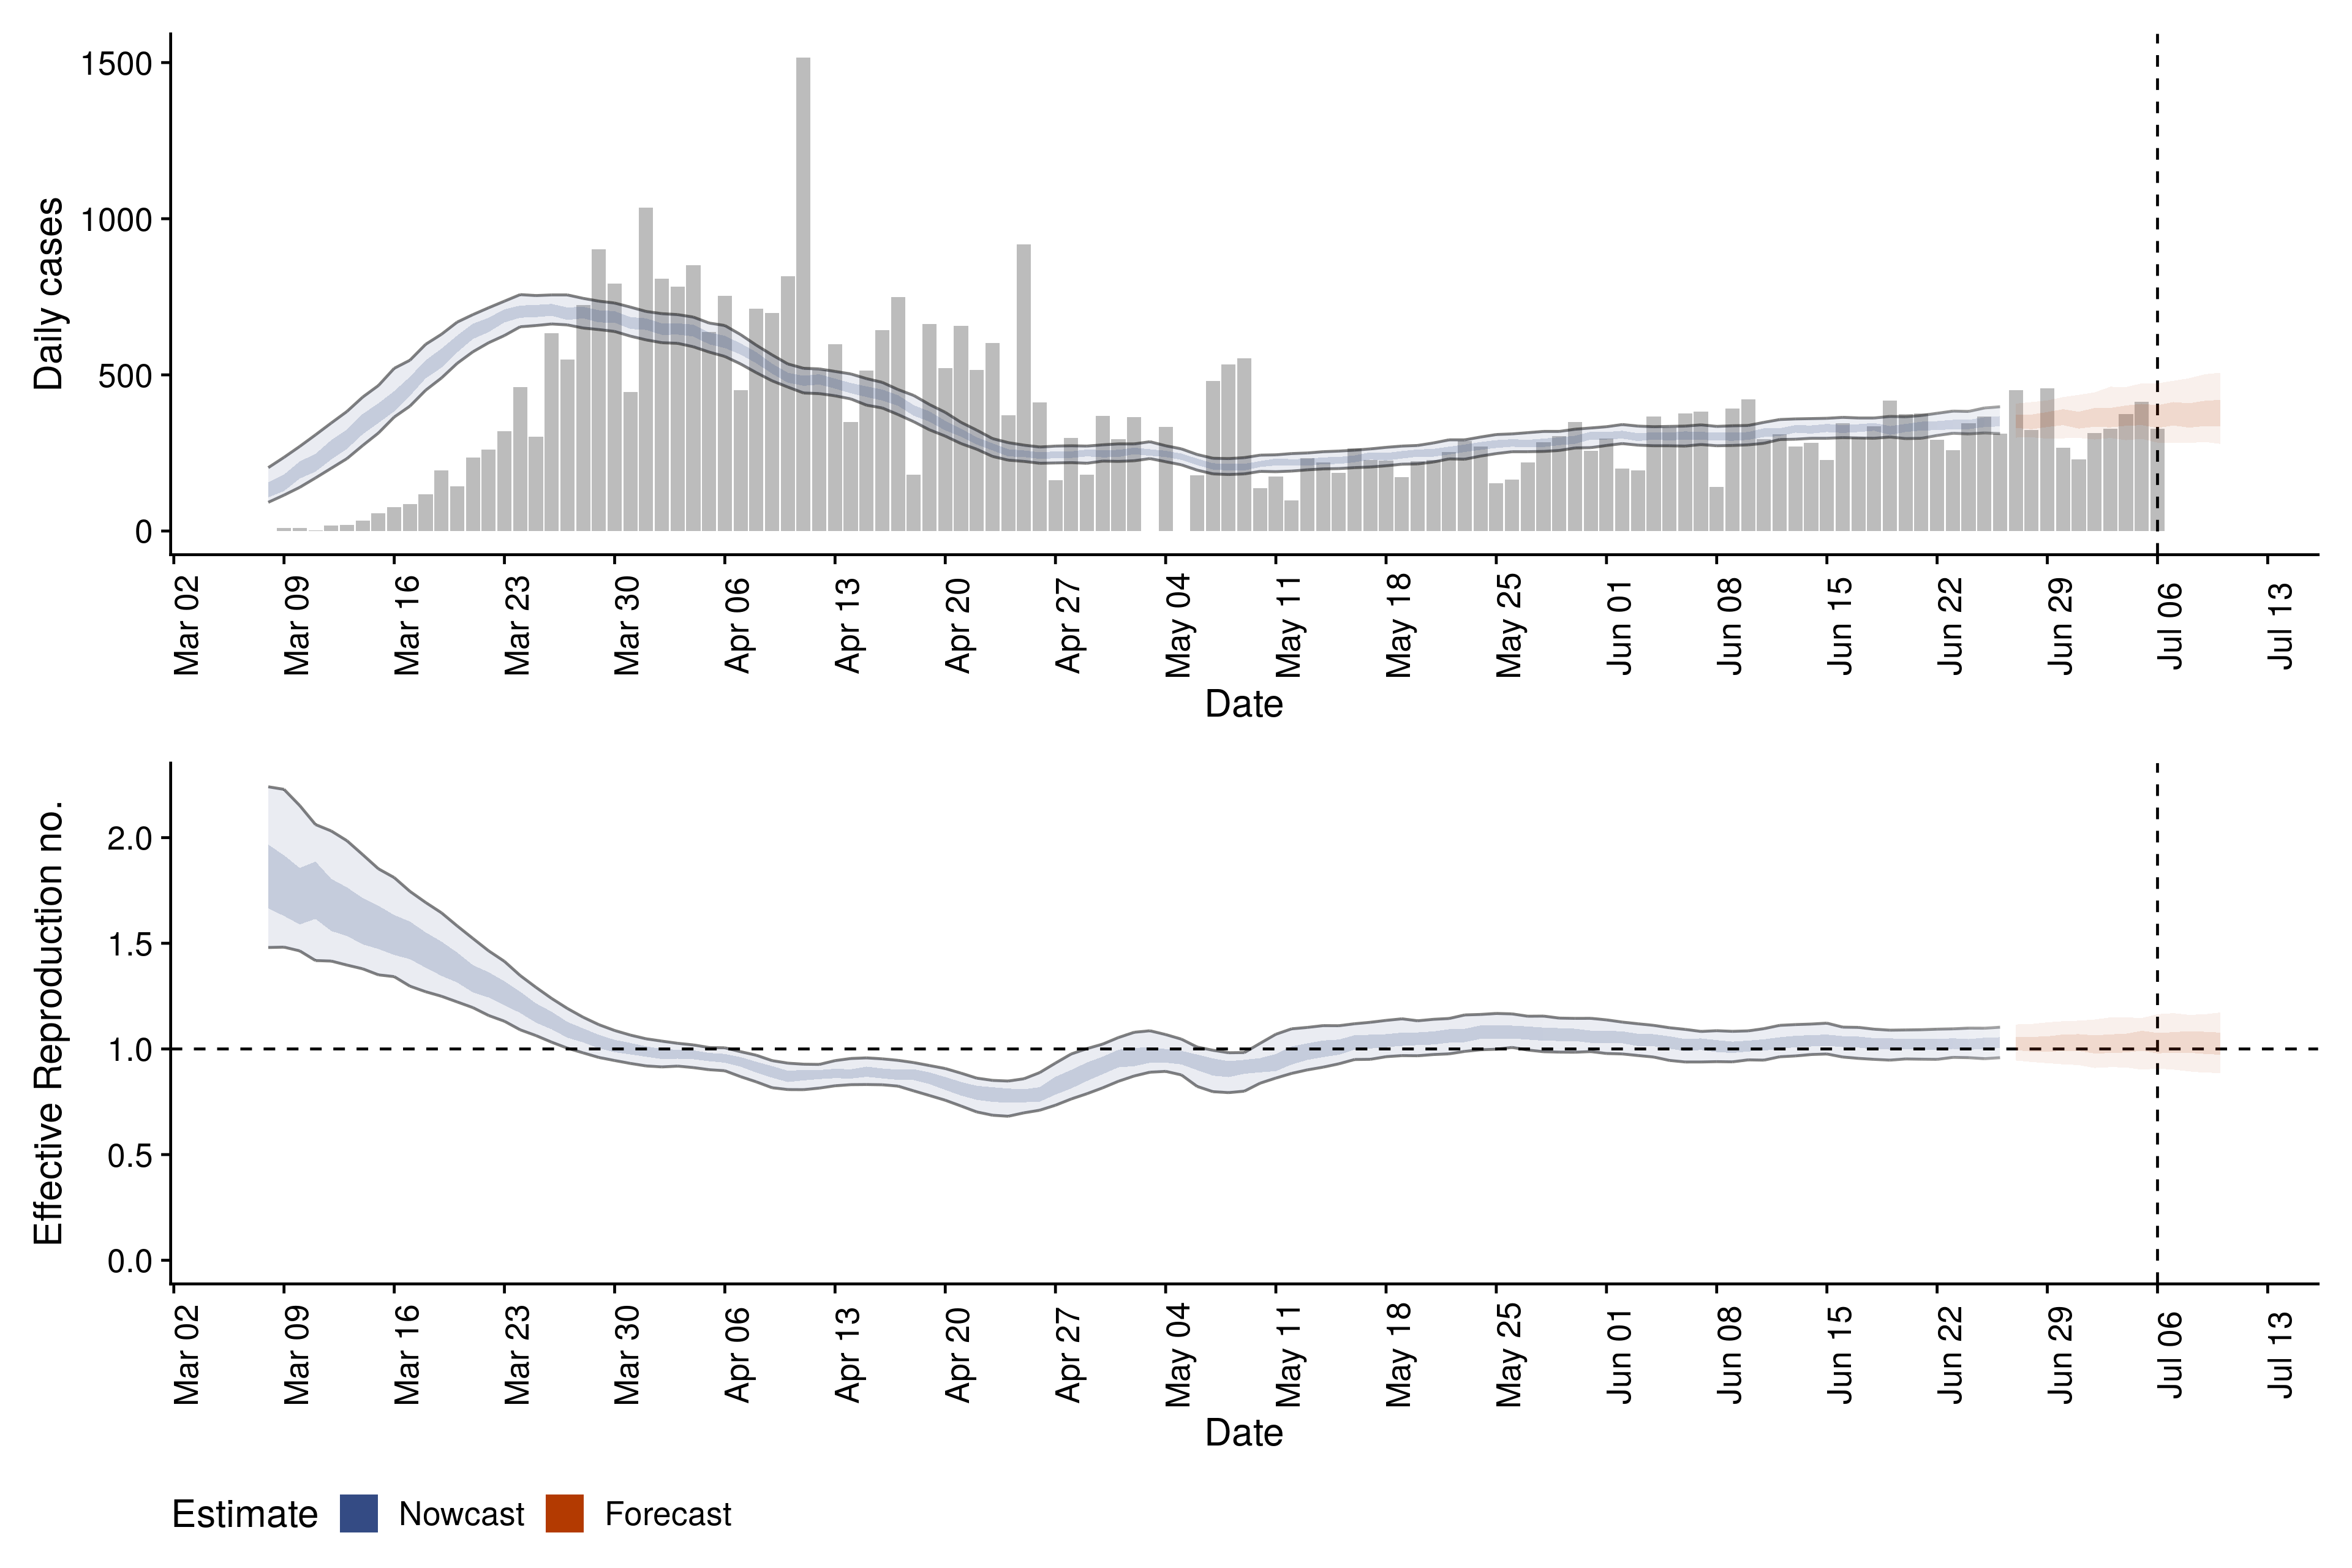 Daily cases
1500
1000
500
0
Mar 02
Mar 09
Mar 16
Mar 23
Mar 30
Apr 06
Apr 13
Apr 20
Apr 27
May 04
May 11
May 18
May 25
Jun 01
Jun 08
Jun 15
Jun 22
Jun 29
Jul 06
Jul 13
Date
Effective Reproduction no.
2.0
1.5
1.0
0.5
0.0
Mar 02
Mar 09
Mar 16
Mar 23
Mar 30
Apr 06
Apr 13
Apr 20
Apr 27
May 04
May 11
May 18
May 25
Jun 01
Jun 08
Jun 15
Jun 22
Jun 29
Jul 06
Jul 13
Date
Estimate Nowcast Forecast